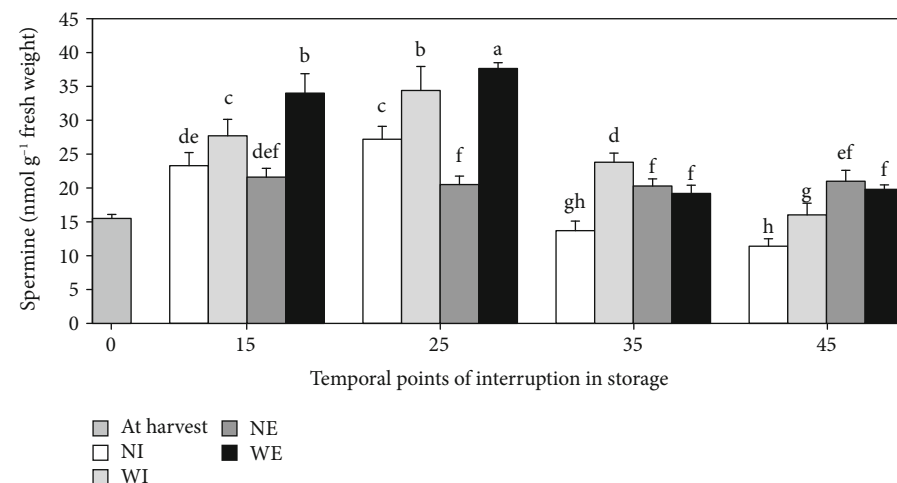 45
40
35
30
25
20
15
10
5
0
Spermine (nmol g⁻¹ fresh weight)
de
c
def
b
c
b
f
a
gh
d
f
f
h
g
ef
f
0
15
25
35
45
Temporal points of interruption in storage
At harvest
NI
WI
NE
WE